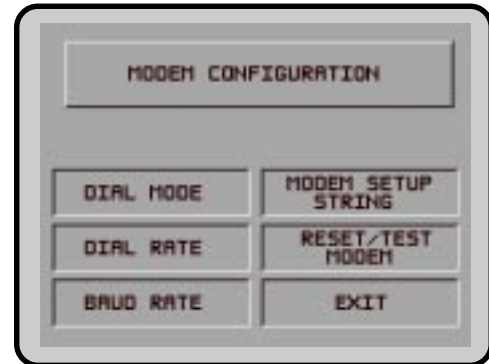 MODEM CONFIGURATION
DIAL MODE
MODEM SETUP
STRING
DIAL RATE
RESET/TEST
MODEM
BAUD RATE
EXIT